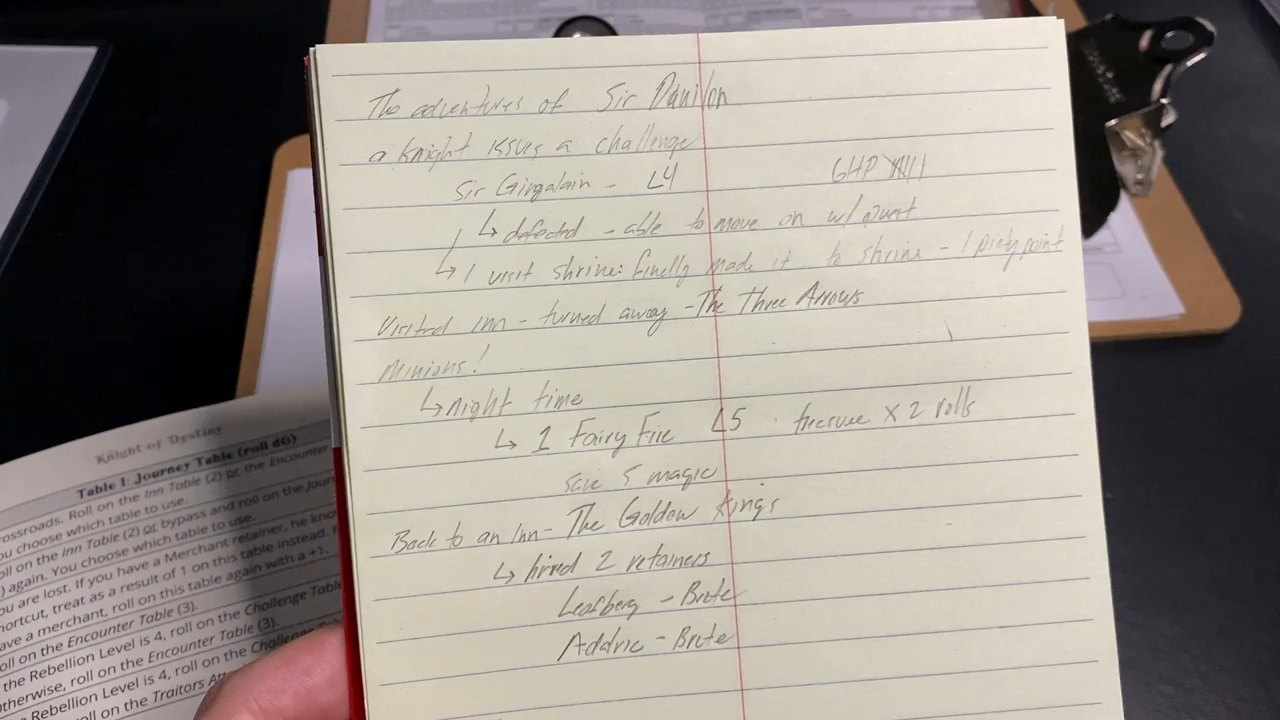 The adventures of Sir Danilon
a Knight issues a challenge
Sir Gingalain - L4 6HP
↳ defected - able to move on w/ quest
↳ 1 visit shrine: finally made it to shrine - 1 piety point
Visited inn - turned away - The Three Arrows
Minions!
↳ night time
↳ 1 Fairy Fire L5 · tresure X 2 rolls
save 5 magic
Back to an Inn - The Golden Kings
↳ hired 2 retainers
Leofberg - Brute
Addric - Brute
Knight of Destiny
Table 1: Journey Table (roll d6)
rossroads. Roll on the Inn Table (2) or the Encounter
ou choose which table to use.
oll on the Inn Table (2) or bypass and roll on the Journ
) again. You choose which table to use.
ou are lost. If you have a Merchant retainer, he kno
hortcut, treat as a result of 1 on this table instead.
ave a merchant, roll on this table again with a +1.
oll on the Encounter Table (3).
the Rebellion Level is 4, roll on the Challenge Table
therwise, roll on the Encounter Table (3).
Rebellion Level is 4, roll on the Challenge
oll on the Traitors